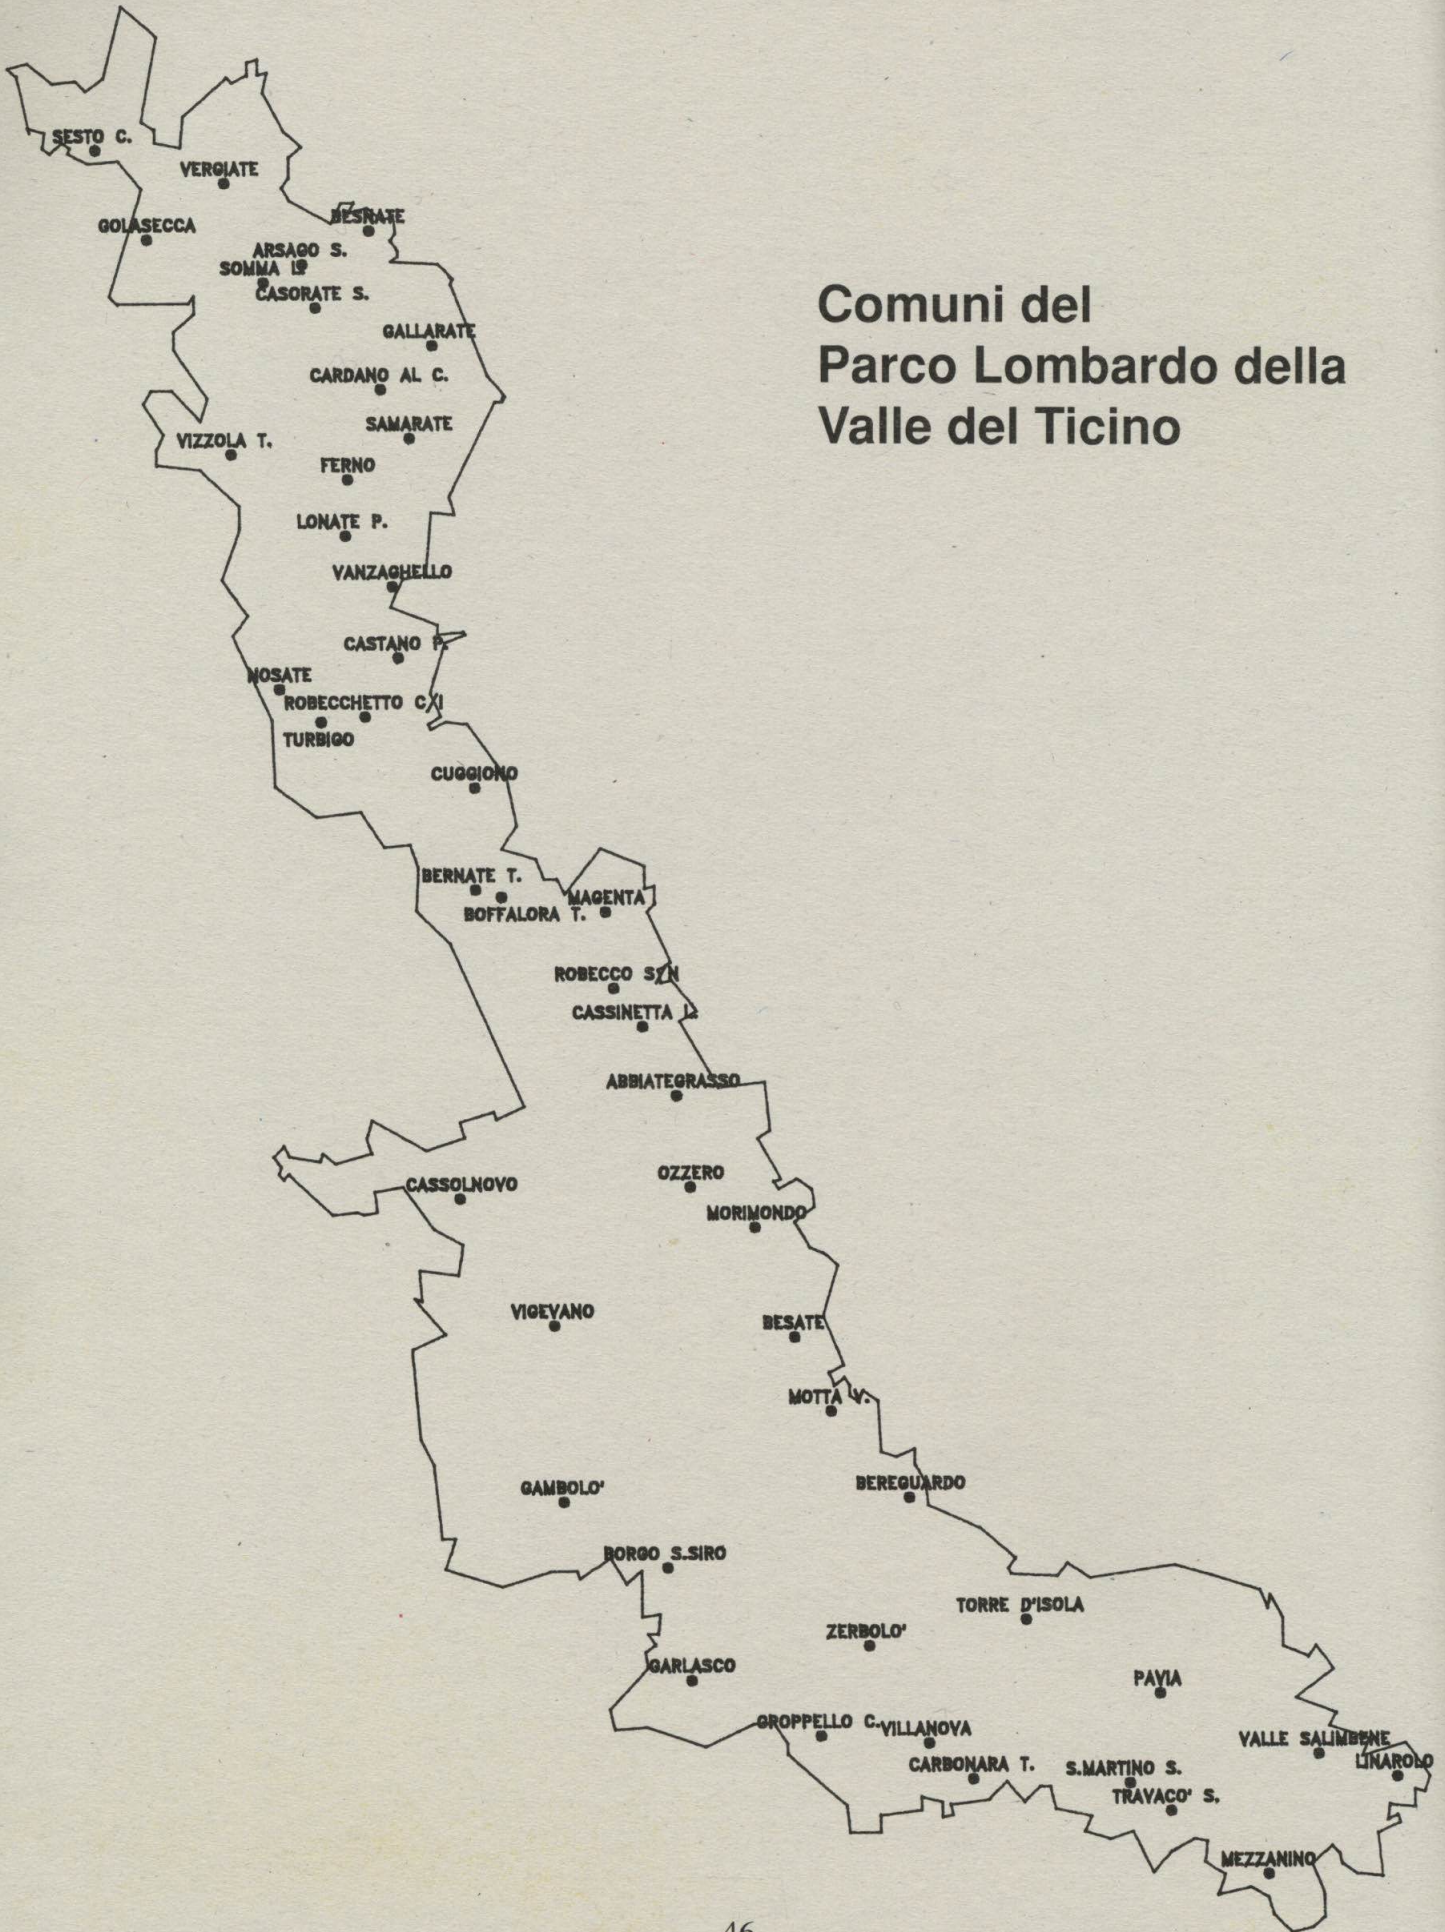 SESTO C.
VERGIATE
GOLASECCA
BESNATE
ARSAGO S.
SOMMA L.
CASORATE S.
Comuni del
Parco Lombardo della
Valle del Ticino
GALLARATE
CARDANO AL C.
SAMARATE
VIZZOLA T.
FERNO
LONATE P.
VANZAGHELLO
CASTANO P.
NOSATE
ROBECCHETTO C/I
TURBIGO
CUGGIONO
BERNATE T.
MAGENTA
BOFFALORA T.
ROBECCO S/N
CASSINETTA L.
ABBIATEGRASSO
OZZERO
CASSOLNOVO
MORIMONDO
VIGEVANO
BESATE
MOTTA V.
BEREGUARDO
GAMBOLO'
BORGO S.SIRO
TORRE D'ISOLA
ZERBOLO'
GARLASCO
PAVIA
GROPPELLO C.
VILLANOVA
VALLE SALIMBENE
LINAROLO
CARBONARA T.
S.MARTINO S.
TRAVACO' S.
MEZZANINO
46